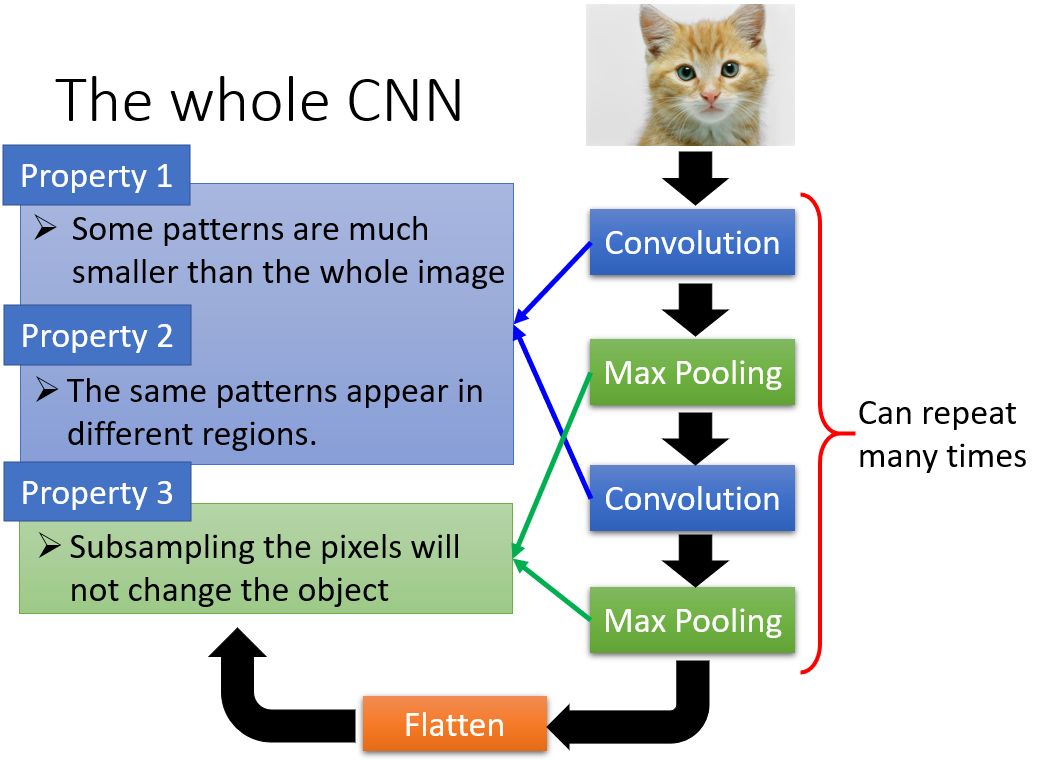 The whole CNN
Property 1
➢ Some patterns are much
smaller than the whole image
Property 2
➢ The same patterns appear in
different regions.
Property 3
➢ Subsampling the pixels will
not change the object
Convolution
Max Pooling
Convolution
Max Pooling
Can repeat
many times
Flatten